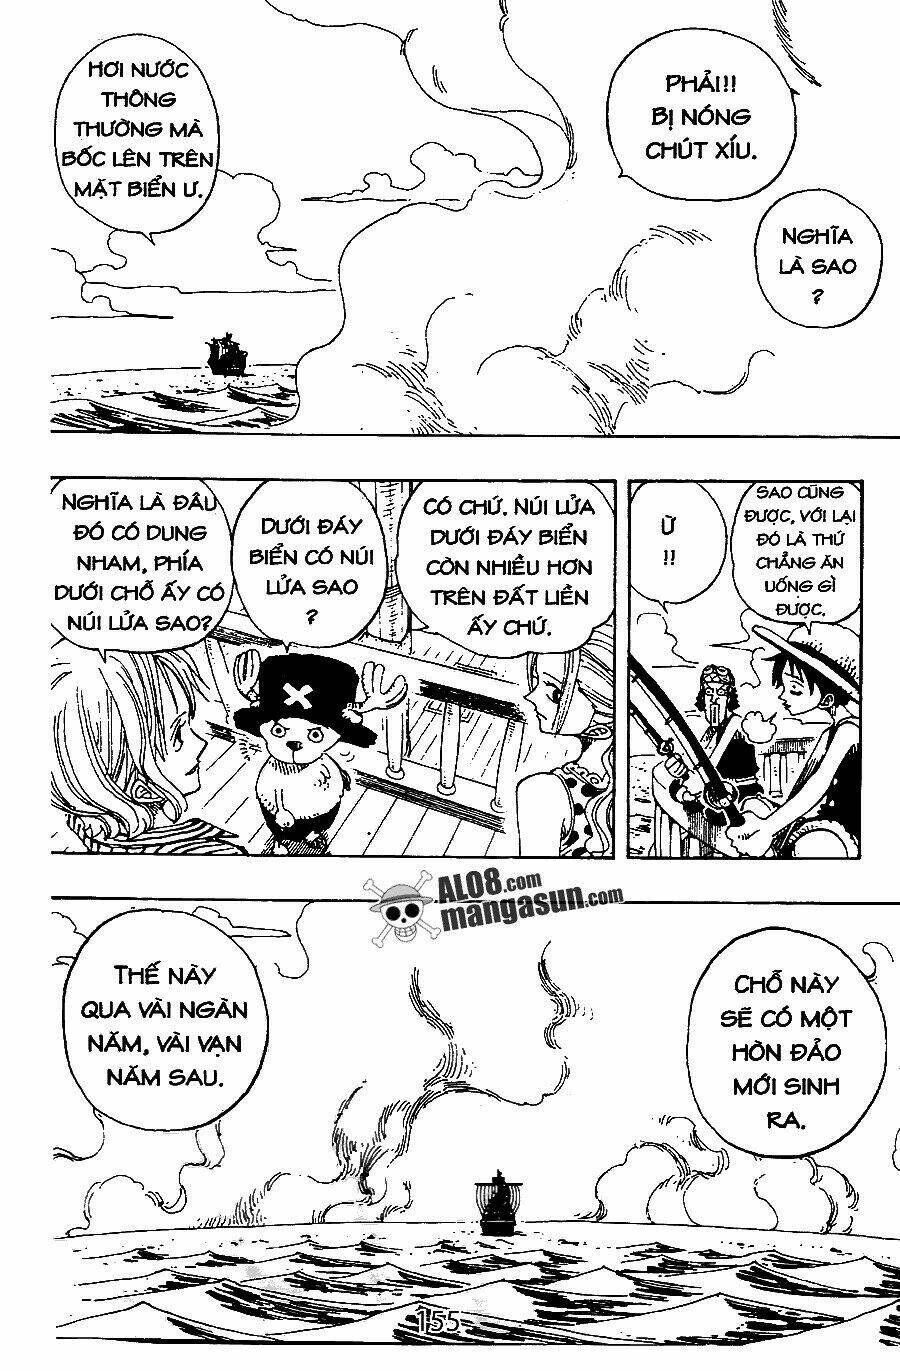 HƠI NƯỚC
THÔNG
THƯỜNG MÀ
BỐC LÊN TRÊN
MẶT BIỂN Ư.
PHẢI!!
BỊ NÓNG
CHÚT XÍU.
NGHĨA
LÀ SAO
?
NGHĨA LÀ ĐÂU
ĐÓ CÓ DUNG
NHAM, PHÍA
DƯỚI CHỖ ẤY CÓ
NÚI LỬA SAO?
DƯỚI ĐÁY
BIỂN CÓ NÚI
LỬA SAO
?
CÓ CHỨ. NÚI LỬA
DƯỚI ĐÁY BIỂN
CÒN NHIỀU HƠN
TRÊN ĐẤT LIỀN
ẤY CHỨ.
Ừ
!!
SAO CŨNG
ĐƯỢC, VỚI LẠI
ĐÓ LÀ THỨ
CHẲNG ĂN
UỐNG GÌ
ĐƯỢC.
ALO8.com
mangasun.com
THẾ NÀY
QUA VÀI NGÀN
NĂM, VÀI VẠN
NĂM SAU.
CHỖ NÀY
SẼ CÓ MỘT
HÒN ĐẢO
MỚI SINH
RA.
155